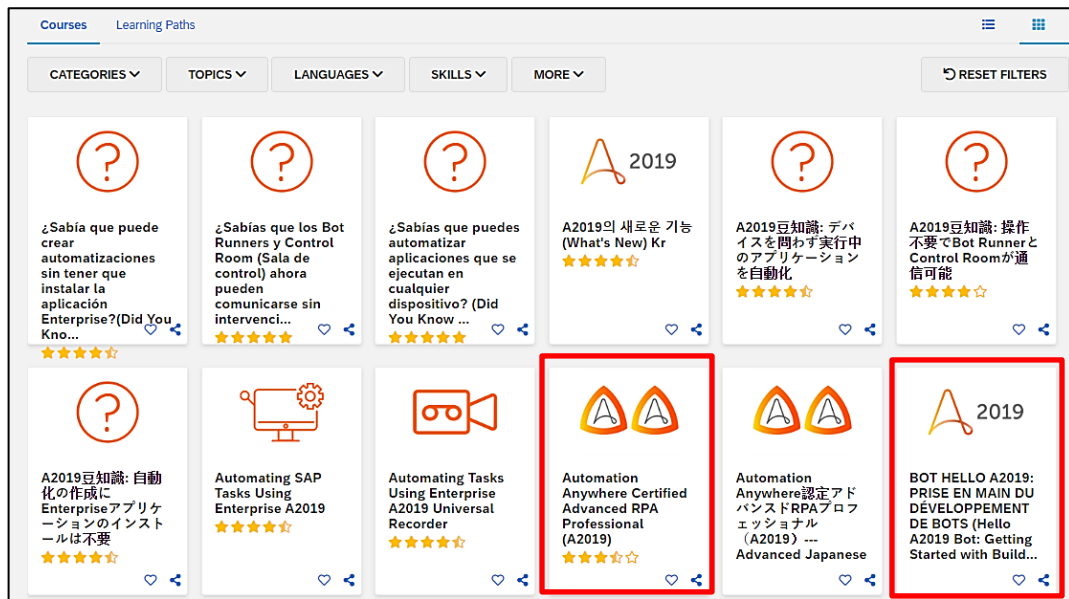 Courses Learning Paths
CATEGORIES TOPICS LANGUAGES SKILLS MORE RESET FILTERS
¿Sabía que puede
crear
automatizaciones
sin tener que
instalar la
aplicación
Enterprise?(Did You
Kno...
¿Sabías que los Bot
Runners y Control
Room (Sala de
control) ahora
pueden
comunicarse sin
intervenci...
¿Sabías que puedes
automatizar
aplicaciones que se
ejecutan en
cualquier
dispositivo? (Did
You Know ...
2019
A2019의 새로운 기능
(What's New) Kr
A2019豆知識: デバ
イスを問わず実行中
のアプリケーション
を自動化
A2019豆知識: 操作
不要でBot Runnerと
Control Roomが通
信可能
A2019豆知識: 自動
化の作成に
Enterpriseアプリケ
ーションのインスト
ールは不要
Automating SAP
Tasks Using
Enterprise A2019
Automating Tasks
Using Enterprise
A2019 Universal
Recorder
Automation
Anywhere Certified
Advanced RPA
Professional
(A2019)
Automation
Anywhere認定アド
バンスドRPAプロフ
ェッショナル
（A2019）---
Advanced Japanese
2019
BOT HELLO A2019:
PRISE EN MAIN DU
DÉVELOPPEMENT
DE BOTS (Hello
A2019 Bot: Getting
Started with Build...